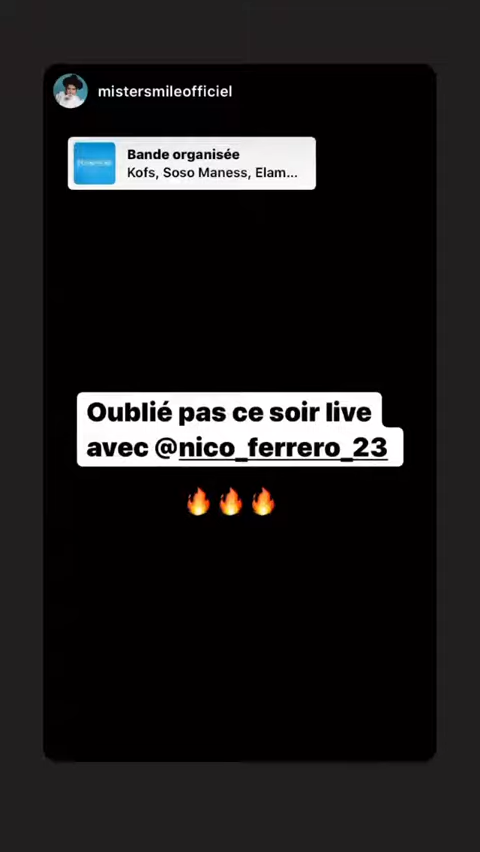 mistersmileofficiel
Bande organisée
Kofs, Soso Maness, Elam...
Oublié pas ce soir live
avec @nico_ferrero_23
🔥🔥🔥